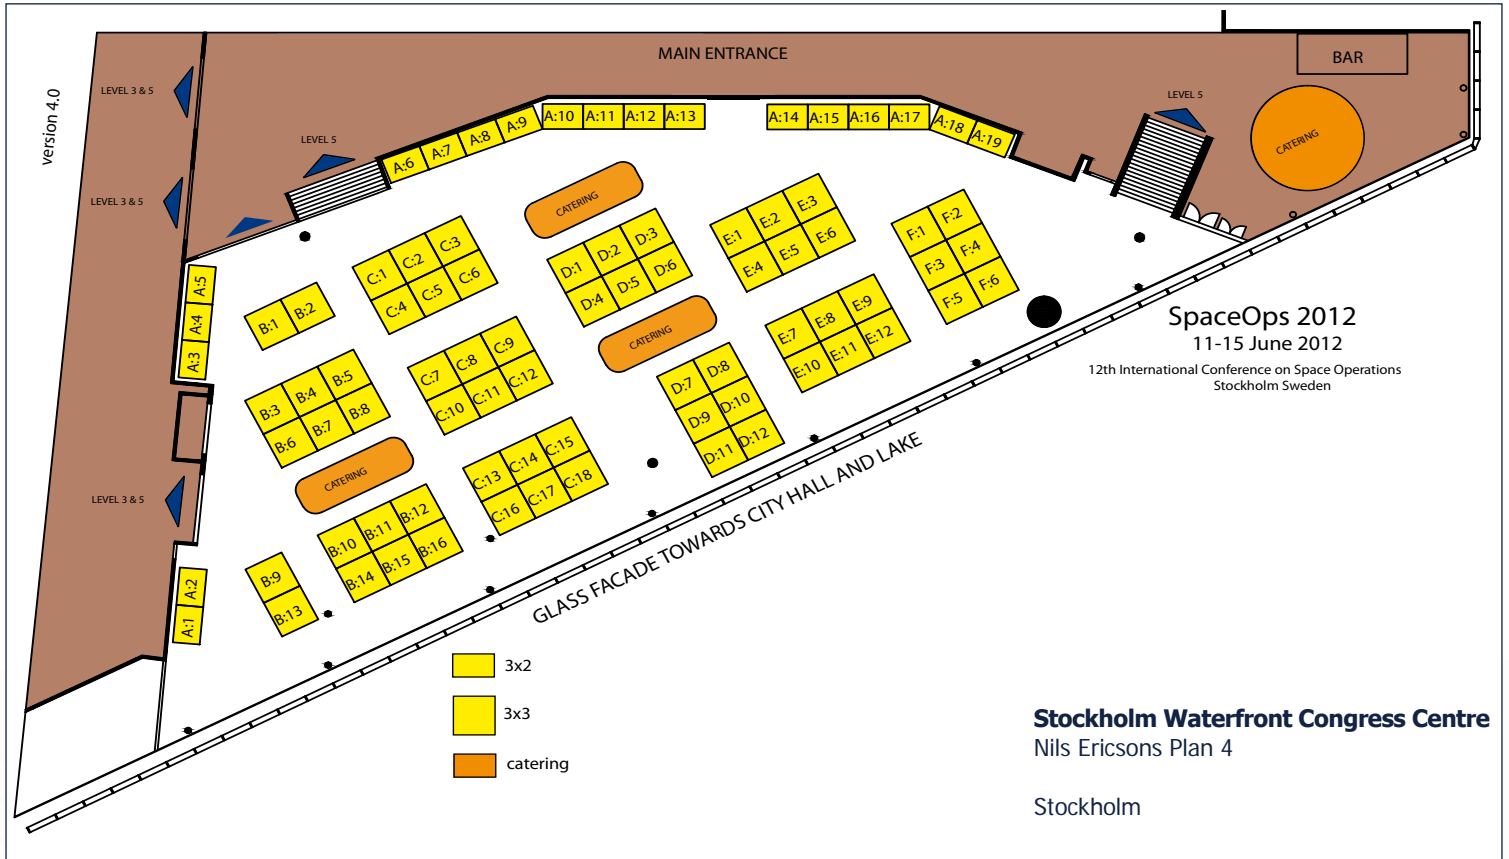 MAIN ENTRANCE
BAR
version 4.0
LEVEL 3 & 5
LEVEL 5
LEVEL 5
CATERING
LEVEL 3 & 5
LEVEL 3 & 5
A:1
A:2
A:3
A:4
A:5
A:6
A:7
A:8
A:9
A:10
A:11
A:12
A:13
A:14
A:15
A:16
A:17
A:18
A:19
B:1
B:2
B:3
B:4
B:5
B:6
B:7
B:8
CATERING
B:9
B:13
B:10
B:11
B:12
B:14
B:15
B:16
C:1
C:2
C:3
C:4
C:5
C:6
C:7
C:8
C:9
C:10
C:11
C:12
C:13
C:14
C:15
C:16
C:17
C:18
CATERING
D:1
D:2
D:3
D:4
D:5
D:6
CATERING
D:7
D:8
D:9
D:10
D:11
D:12
E:1
E:2
E:3
E:4
E:5
E:6
E:7
E:8
E:9
E:10
E:11
E:12
F:1
F:2
F:3
F:4
F:5
F:6
SpaceOps 2012
11-15 June 2012
12th International Conference on Space Operations
Stockholm Sweden
GLASS FACADE TOWARDS CITY HALL AND LAKE
3x2
3x3
catering
Stockholm Waterfront Congress Centre
Nils Ericsons Plan 4
Stockholm